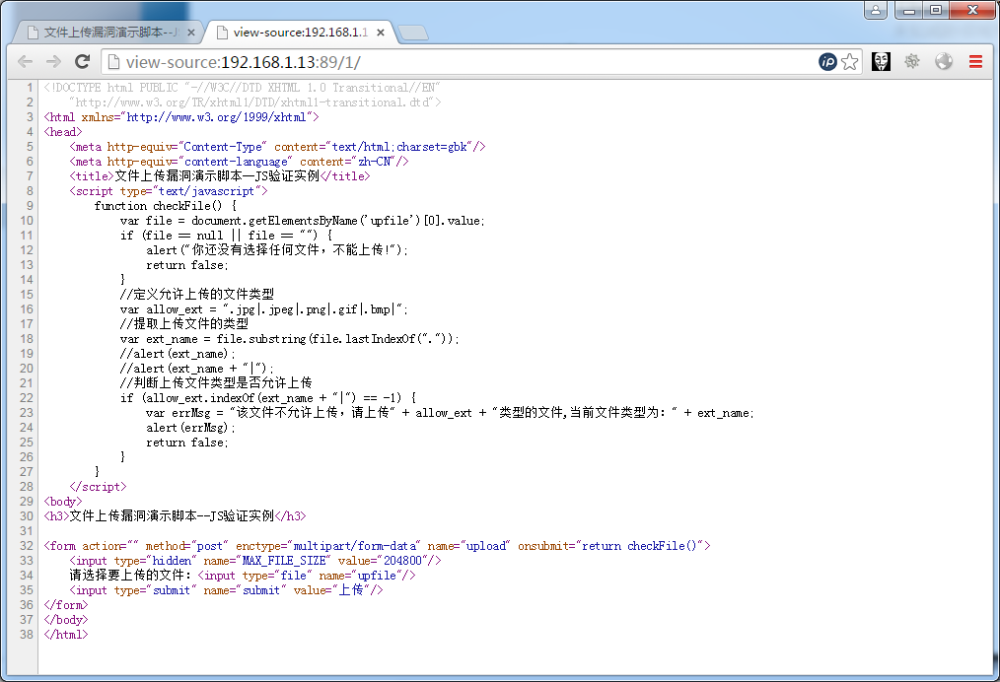 文件上传漏洞演示脚本--J
view-source:192.168.1.1
view-source:192.168.1.13:89/1/
iP
1 <!DOCTYPE html PUBLIC "-//W3C//DTD XHTML 1.0 Transitional//EN"
2 "http://www.w3.org/TR/xhtml1/DTD/xhtml1-transitional.dtd">
3 <html xmlns="http://www.w3.org/1999/xhtml">
4 <head>
5 <meta http-equiv="Content-Type" content="text/html;charset=gbk"/>
6 <meta http-equiv="content-language" content="zh-CN"/>
7 <title>文件上传漏洞演示脚本--JS验证实例</title>
8 <script type="text/javascript">
9 function checkFile() {
10 var file = document.getElementsByName('upfile')[0].value;
11 if (file == null || file == "") {
12 alert("你还没有选择任何文件，不能上传!");
13 return false;
14 }
15 //定义允许上传的文件类型
16 var allow_ext = ".jpg|.jpeg|.png|.gif|.bmp|";
17 //提取上传文件的类型
18 var ext_name = file.substring(file.lastIndexOf("."));
19 //alert(ext_name);
20 //alert(ext_name + "|");
21 //判断上传文件类型是否允许上传
22 if (allow_ext.indexOf(ext_name + "|") == -1) {
23 var errMsg = "该文件不允许上传，请上传" + allow_ext + "类型的文件,当前文件类型为：" + ext_name;
24 alert(errMsg);
25 return false;
26 }
27 }
28 </script>
29 <body>
30 <h3>文件上传漏洞演示脚本--JS验证实例</h3>
31
32 <form action="" method="post" enctype="multipart/form-data" name="upload" onsubmit="return checkFile()">
33 <input type="hidden" name="MAX_FILE_SIZE" value="204800"/>
34 请选择要上传的文件：<input type="file" name="upfile"/>
35 <input type="submit" name="submit" value="上传"/>
36 </form>
37 </body>
38 </html>